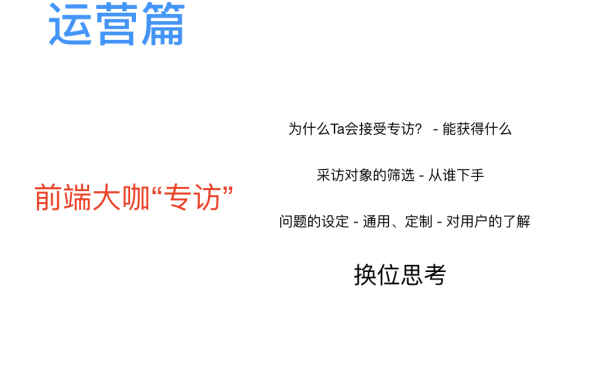 运营篇
为什么Ta会接受专访？ - 能获得什么
采访对象的筛选 - 从谁下手
前端大咖“专访”
问题的设定 - 通用、定制 - 对用户的了解
换位思考